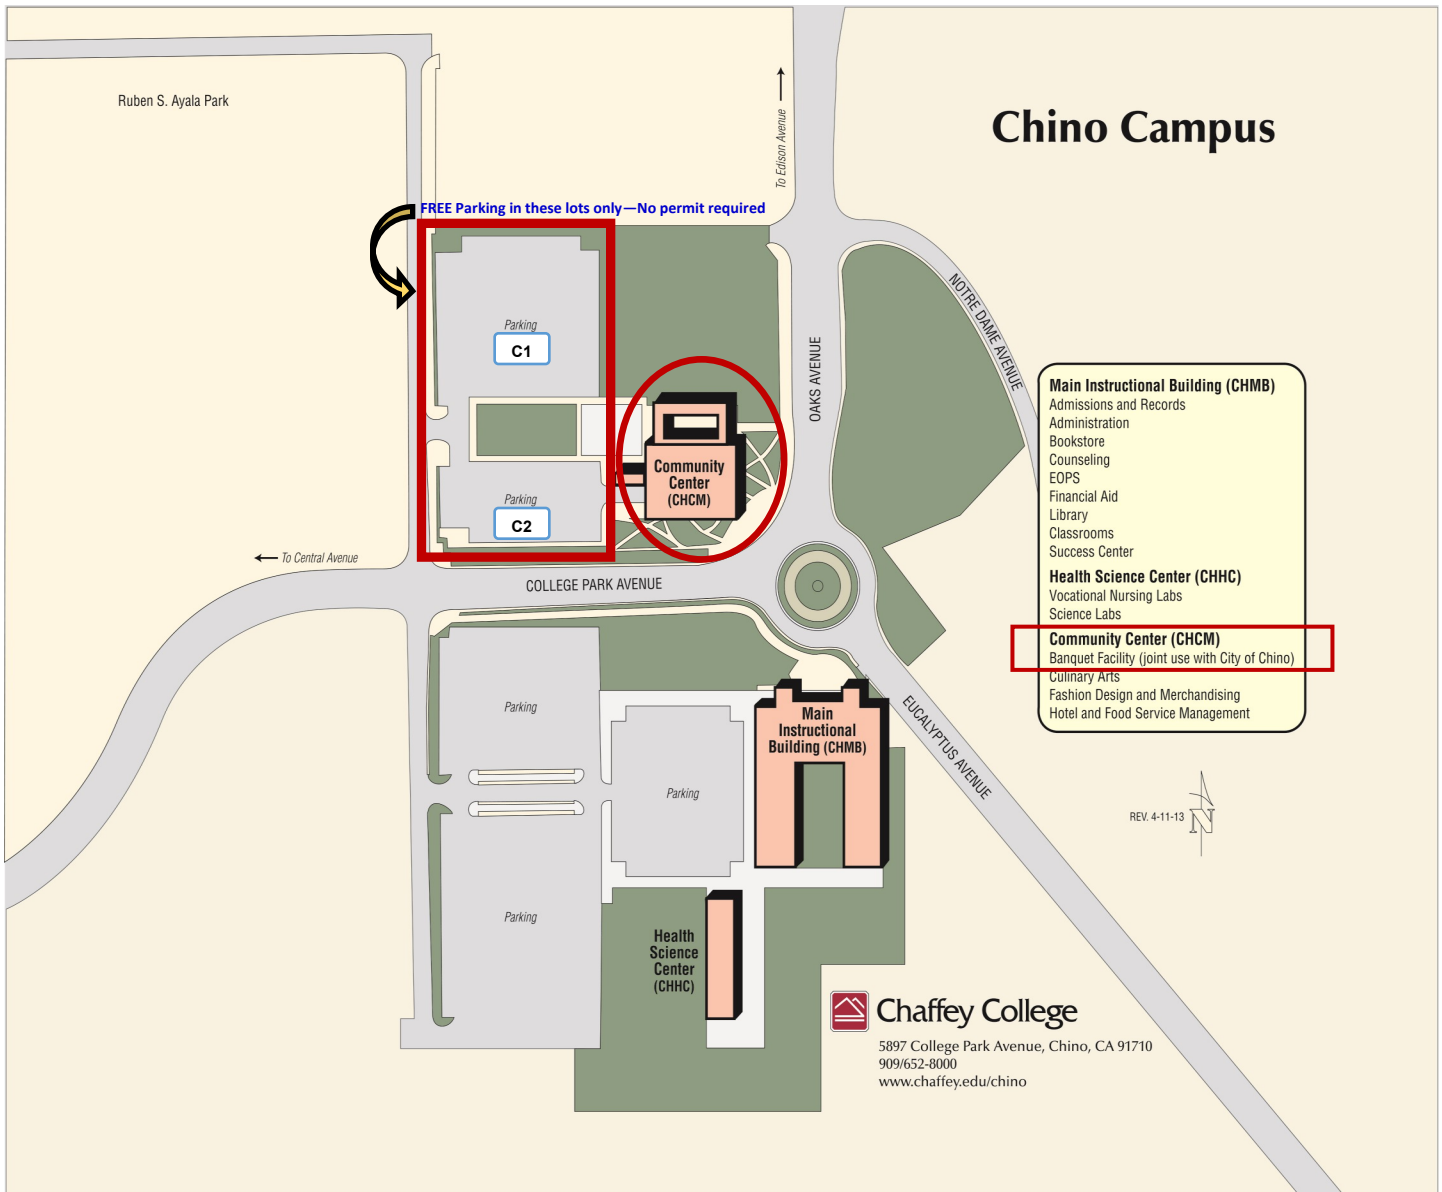 Ruben S. Ayala Park
To Edison Avenue
Chino Campus
FREE Parking in these lots only—No permit required
NOTRE DAME AVENUE
Parking
C1
OAKS AVENUE
Community
Center
(CHCM)
Parking
C2
To Central Avenue
COLLEGE PARK AVENUE
Main Instructional Building (CHMB)
Admissions and Records
Administration
Bookstore
Counseling
EOPS
Financial Aid
Library
Classrooms
Success Center
Health Science Center (CHHC)
Vocational Nursing Labs
Science Labs
Community Center (CHCM)
Banquet Facility (joint use with City of Chino)
Culinary Arts
Fashion Design and Merchandising
Hotel and Food Service Management
Parking
Main
Instructional
Building (CHMB)
EUCALYPTUS AVENUE
Parking
REV. 4-11-13
N
Parking
Health
Science
Center
(CHHC)
Chaffey College
5897 College Park Avenue, Chino, CA 91710
909/652-8000
www.chaffey.edu/chino